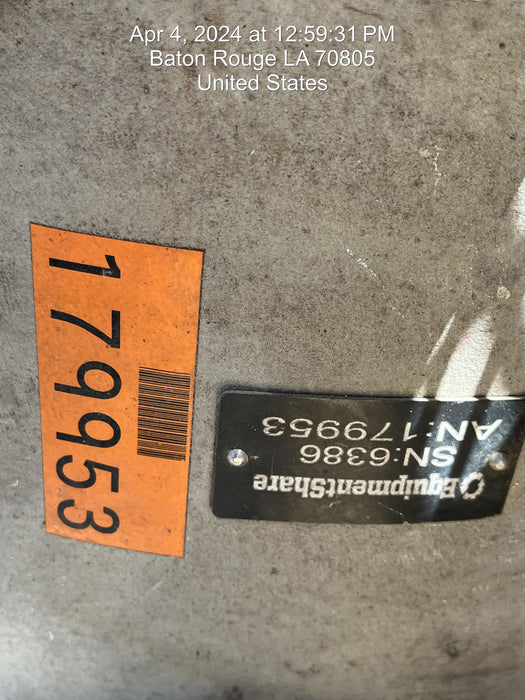 Apr 4, 2024 at 12:59:31 PM
Baton Rouge LA 70805
United States
179953
EquipmentShare
SN:6386
AN:179953